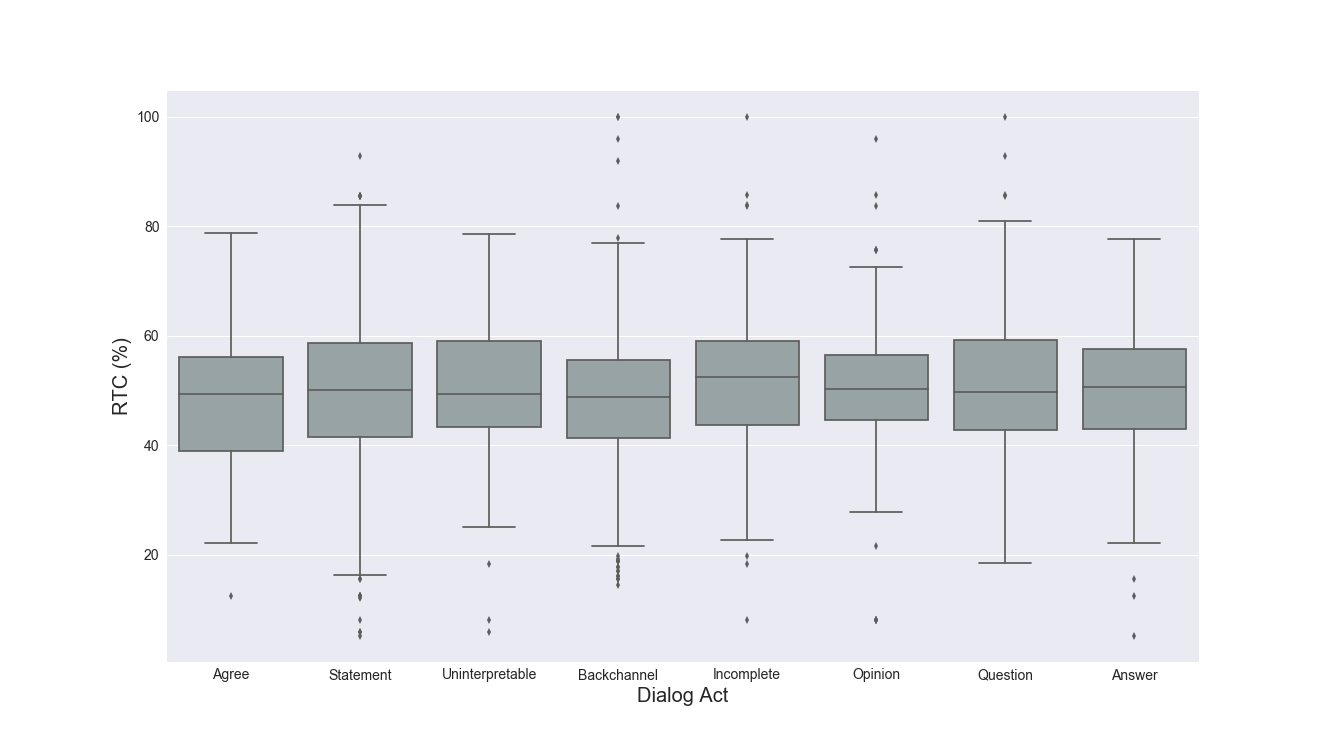 100
80
60
40
20
RTC (%)
Agree Statement Uninterpretable Backchannel Incomplete Opinion Question Answer
Dialog Act